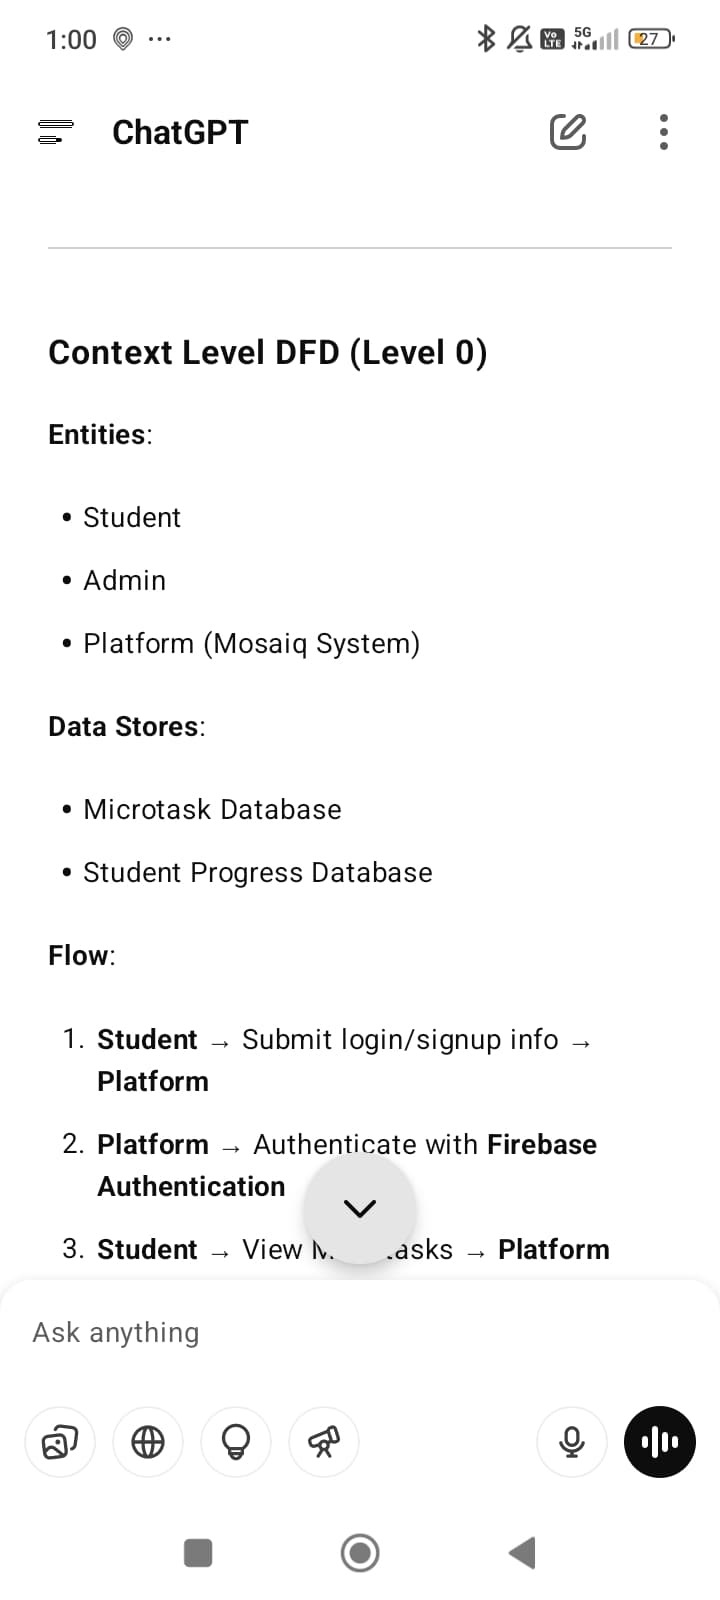 1:00 ...
Vo LTE 5G 27
ChatGPT
Context Level DFD (Level 0)
Entities:
• Student
• Admin
• Platform (Mosaiq System)
Data Stores:
• Microtask Database
• Student Progress Database
Flow:
1. Student → Submit login/signup info →
Platform
2. Platform → Authenticate with Firebase
Authentication
3. Student → View → Platform
Ask anything